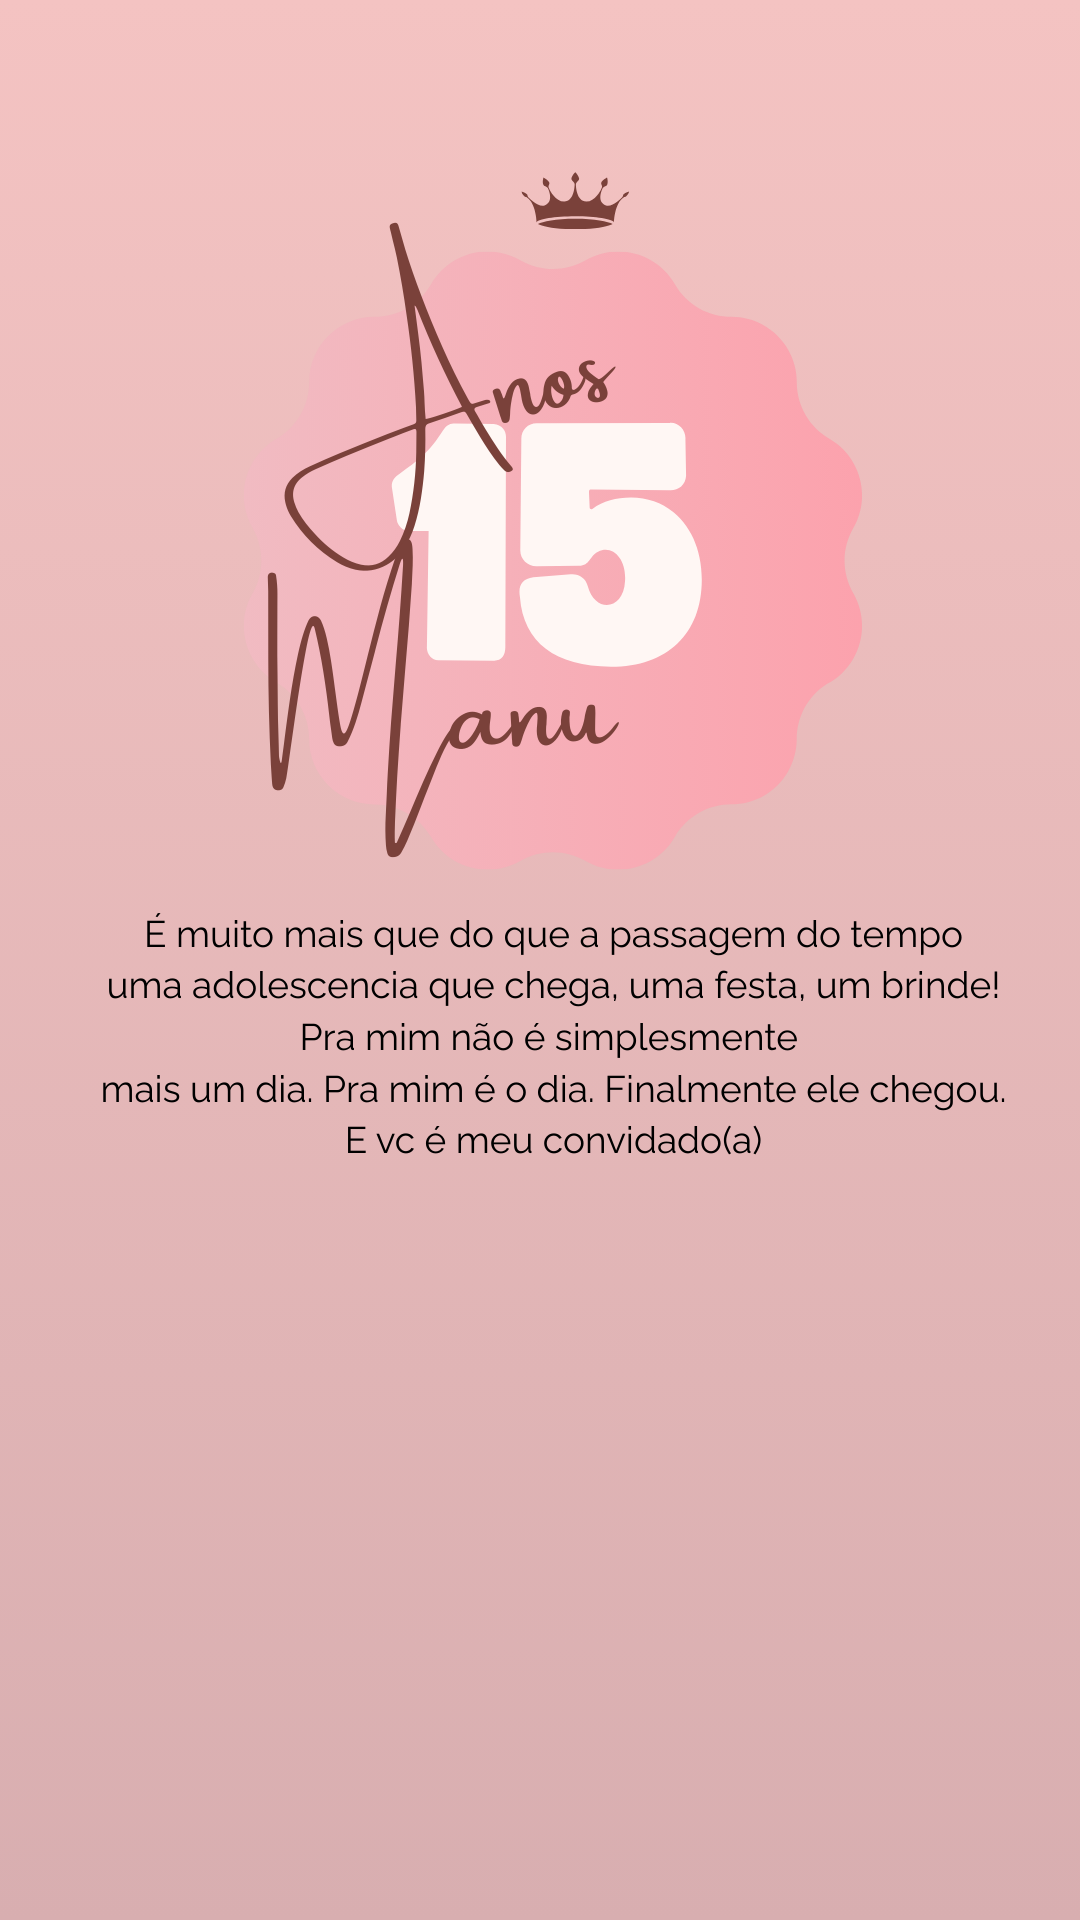 Anos
15
Manu
É muito mais que do que a passagem do tempo
uma adolescencia que chega, uma festa, um brinde!
Pra mim não é simplesmente
mais um dia. Pra mim é o dia. Finalmente ele chegou.
E vc é meu convidado(a)